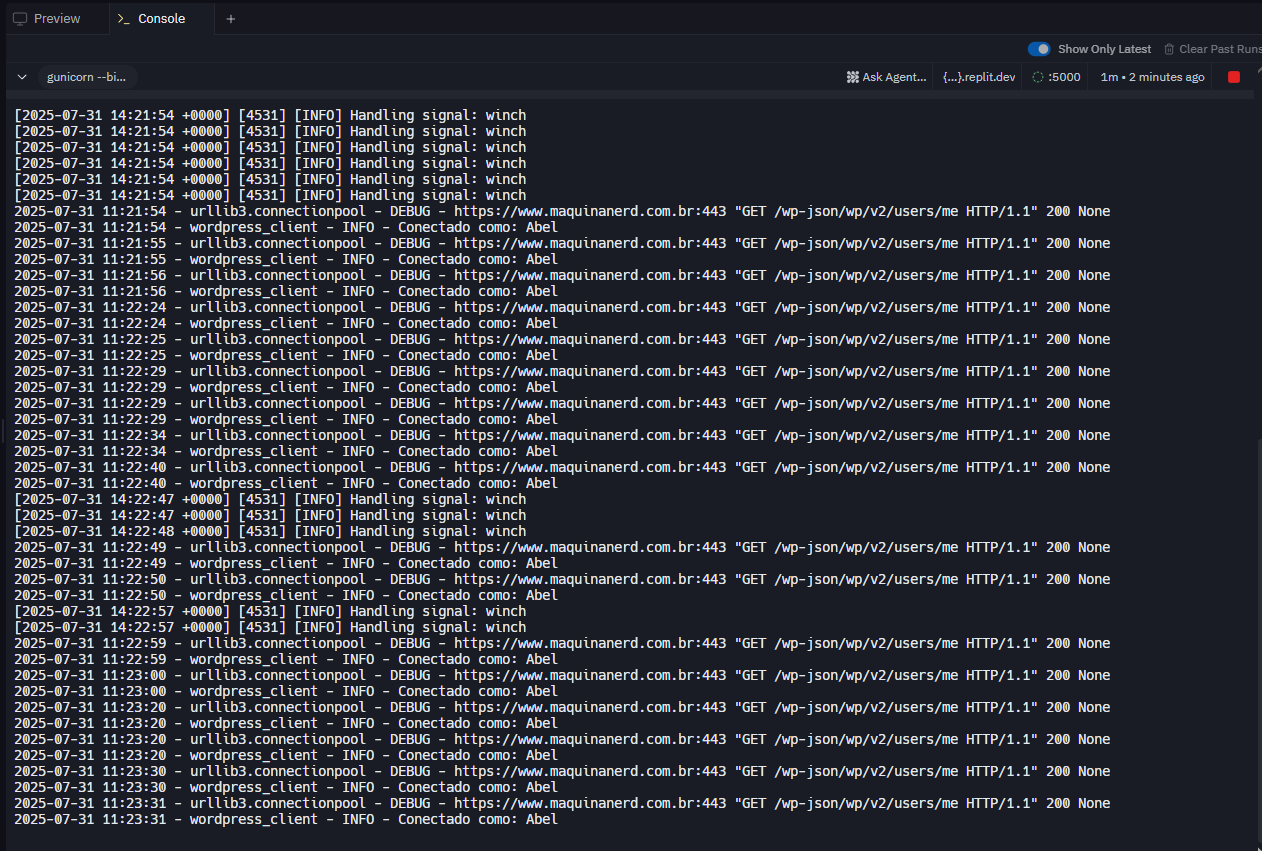 Preview
Console
+
Show Only Latest
Clear Past Runs
gunicorn --bi...
Ask Agent...
{...}.replit.dev
:5000
1m • 2 minutes ago
[2025-07-31 14:21:54 +0000] [4531] [INFO] Handling signal: winch
[2025-07-31 14:21:54 +0000] [4531] [INFO] Handling signal: winch
[2025-07-31 14:21:54 +0000] [4531] [INFO] Handling signal: winch
[2025-07-31 14:21:54 +0000] [4531] [INFO] Handling signal: winch
[2025-07-31 14:21:54 +0000] [4531] [INFO] Handling signal: winch
[2025-07-31 14:21:54 +0000] [4531] [INFO] Handling signal: winch
2025-07-31 11:21:54 - urllib3.connectionpool - DEBUG - https://www.maquinanerd.com.br:443 "GET /wp-json/wp/v2/users/me HTTP/1.1" 200 None
2025-07-31 11:21:54 - wordpress_client - INFO - Conectado como: Abel
2025-07-31 11:21:55 - urllib3.connectionpool - DEBUG - https://www.maquinanerd.com.br:443 "GET /wp-json/wp/v2/users/me HTTP/1.1" 200 None
2025-07-31 11:21:55 - wordpress_client - INFO - Conectado como: Abel
2025-07-31 11:21:56 - urllib3.connectionpool - DEBUG - https://www.maquinanerd.com.br:443 "GET /wp-json/wp/v2/users/me HTTP/1.1" 200 None
2025-07-31 11:21:56 - wordpress_client - INFO - Conectado como: Abel
2025-07-31 11:22:24 - urllib3.connectionpool - DEBUG - https://www.maquinanerd.com.br:443 "GET /wp-json/wp/v2/users/me HTTP/1.1" 200 None
2025-07-31 11:22:24 - wordpress_client - INFO - Conectado como: Abel
2025-07-31 11:22:25 - urllib3.connectionpool - DEBUG - https://www.maquinanerd.com.br:443 "GET /wp-json/wp/v2/users/me HTTP/1.1" 200 None
2025-07-31 11:22:25 - wordpress_client - INFO - Conectado como: Abel
2025-07-31 11:22:29 - urllib3.connectionpool - DEBUG - https://www.maquinanerd.com.br:443 "GET /wp-json/wp/v2/users/me HTTP/1.1" 200 None
2025-07-31 11:22:29 - wordpress_client - INFO - Conectado como: Abel
2025-07-31 11:22:29 - urllib3.connectionpool - DEBUG - https://www.maquinanerd.com.br:443 "GET /wp-json/wp/v2/users/me HTTP/1.1" 200 None
2025-07-31 11:22:29 - wordpress_client - INFO - Conectado como: Abel
2025-07-31 11:22:34 - urllib3.connectionpool - DEBUG - https://www.maquinanerd.com.br:443 "GET /wp-json/wp/v2/users/me HTTP/1.1" 200 None
2025-07-31 11:22:34 - wordpress_client - INFO - Conectado como: Abel
2025-07-31 11:22:40 - urllib3.connectionpool - DEBUG - https://www.maquinanerd.com.br:443 "GET /wp-json/wp/v2/users/me HTTP/1.1" 200 None
2025-07-31 11:22:40 - wordpress_client - INFO - Conectado como: Abel
[2025-07-31 14:22:47 +0000] [4531] [INFO] Handling signal: winch
[2025-07-31 14:22:47 +0000] [4531] [INFO] Handling signal: winch
[2025-07-31 14:22:48 +0000] [4531] [INFO] Handling signal: winch
2025-07-31 11:22:49 - urllib3.connectionpool - DEBUG - https://www.maquinanerd.com.br:443 "GET /wp-json/wp/v2/users/me HTTP/1.1" 200 None
2025-07-31 11:22:49 - wordpress_client - INFO - Conectado como: Abel
2025-07-31 11:22:50 - urllib3.connectionpool - DEBUG - https://www.maquinanerd.com.br:443 "GET /wp-json/wp/v2/users/me HTTP/1.1" 200 None
2025-07-31 11:22:50 - wordpress_client - INFO - Conectado como: Abel
[2025-07-31 14:22:57 +0000] [4531] [INFO] Handling signal: winch
[2025-07-31 14:22:57 +0000] [4531] [INFO] Handling signal: winch
2025-07-31 11:22:59 - urllib3.connectionpool - DEBUG - https://www.maquinanerd.com.br:443 "GET /wp-json/wp/v2/users/me HTTP/1.1" 200 None
2025-07-31 11:22:59 - wordpress_client - INFO - Conectado como: Abel
2025-07-31 11:23:00 - urllib3.connectionpool - DEBUG - https://www.maquinanerd.com.br:443 "GET /wp-json/wp/v2/users/me HTTP/1.1" 200 None
2025-07-31 11:23:00 - wordpress_client - INFO - Conectado como: Abel
2025-07-31 11:23:20 - urllib3.connectionpool - DEBUG - https://www.maquinanerd.com.br:443 "GET /wp-json/wp/v2/users/me HTTP/1.1" 200 None
2025-07-31 11:23:20 - wordpress_client - INFO - Conectado como: Abel
2025-07-31 11:23:20 - urllib3.connectionpool - DEBUG - https://www.maquinanerd.com.br:443 "GET /wp-json/wp/v2/users/me HTTP/1.1" 200 None
2025-07-31 11:23:20 - wordpress_client - INFO - Conectado como: Abel
2025-07-31 11:23:30 - urllib3.connectionpool - DEBUG - https://www.maquinanerd.com.br:443 "GET /wp-json/wp/v2/users/me HTTP/1.1" 200 None
2025-07-31 11:23:30 - wordpress_client - INFO - Conectado como: Abel
2025-07-31 11:23:31 - urllib3.connectionpool - DEBUG - https://www.maquinanerd.com.br:443 "GET /wp-json/wp/v2/users/me HTTP/1.1" 200 None
2025-07-31 11:23:31 - wordpress_client - INFO - Conectado como: Abel